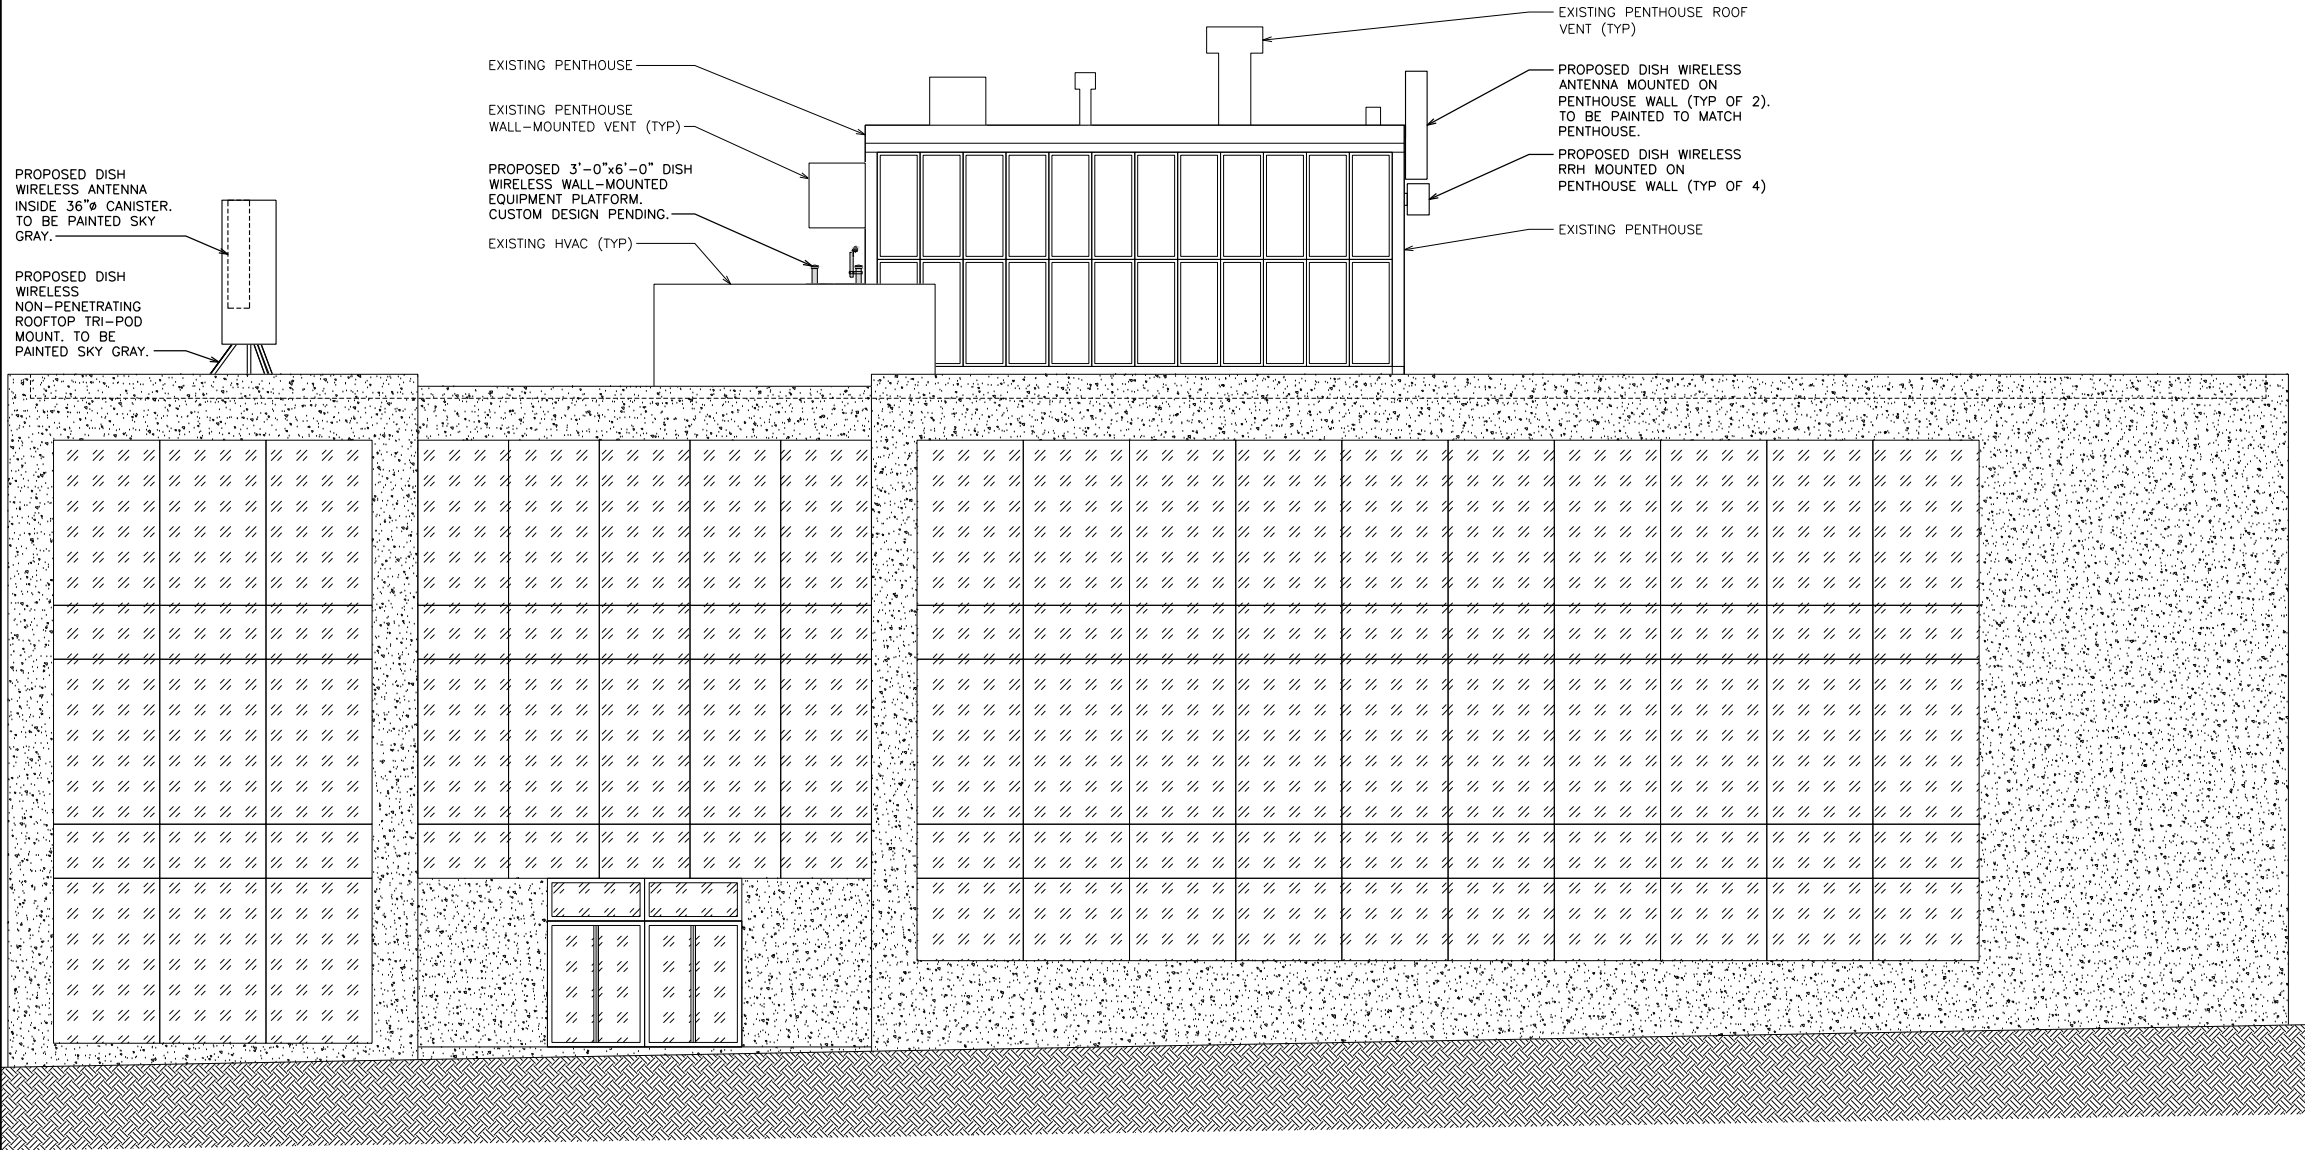 PROPOSED DISH
WIRELESS ANTENNA
INSIDE 36"ø CANISTER.
TO BE PAINTED SKY
GRAY.
PROPOSED DISH
WIRELESS
NON-PENETRATING
ROOFTOP TRI-POD
MOUNT. TO BE
PAINTED SKY GRAY.
EXISTING PENTHOUSE
EXISTING PENTHOUSE
WALL-MOUNTED VENT (TYP)
PROPOSED 3'-0"x6'-0" DISH
WIRELESS WALL-MOUNTED
EQUIPMENT PLATFORM.
CUSTOM DESIGN PENDING.
EXISTING HVAC (TYP)
EXISTING PENTHOUSE ROOF
VENT (TYP)
PROPOSED DISH WIRELESS
ANTENNA MOUNTED ON
PENTHOUSE WALL (TYP OF 2).
TO BE PAINTED TO MATCH
PENTHOUSE.
PROPOSED DISH WIRELESS
RRH MOUNTED ON
PENTHOUSE WALL (TYP OF 4)
EXISTING PENTHOUSE